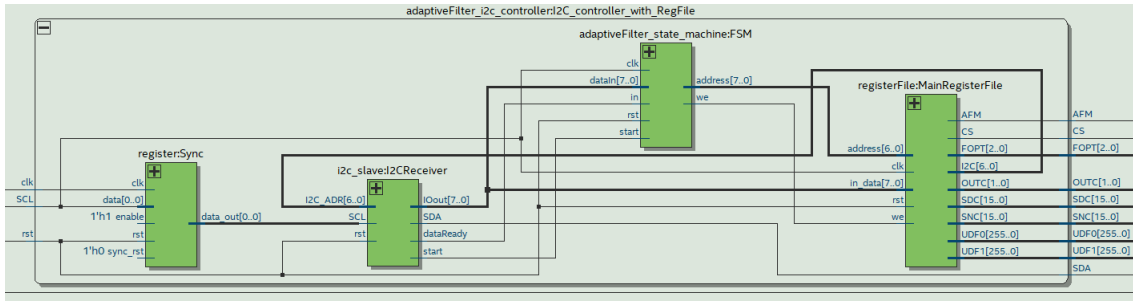 adaptiveFilter_i2c_controller:I2C_controller_with_RegFile
adaptiveFilter_state_machine:FSM
clk
dataIn[7..0]
in
rst
start
address[7..0]
we
registerFile:MainRegisterFile
address[6..0]
clk
in_data[7..0]
rst
we
AFM
CS
FOPT[2..0]
I2C[6..0]
OUTC[1..0]
SDC[15..0]
SNC[15..0]
UDF0[255..0]
UDF1[255..0]
AFM
CS
FOPT[2..0]
OUTC[1..0]
SDC[15..0]
SNC[15..0]
UDF0[255..0]
UDF1[255..0]
SDA
register:Sync
clk
SCL
rst
clk
data[0..0]
1'h1 enable
rst
1'h0 sync_rst
data_out[0..0]
i2c_slave:I2CReceiver
I2C_ADR[6..0]
SCL
rst
IOout[7..0]
SDA
dataReady
start